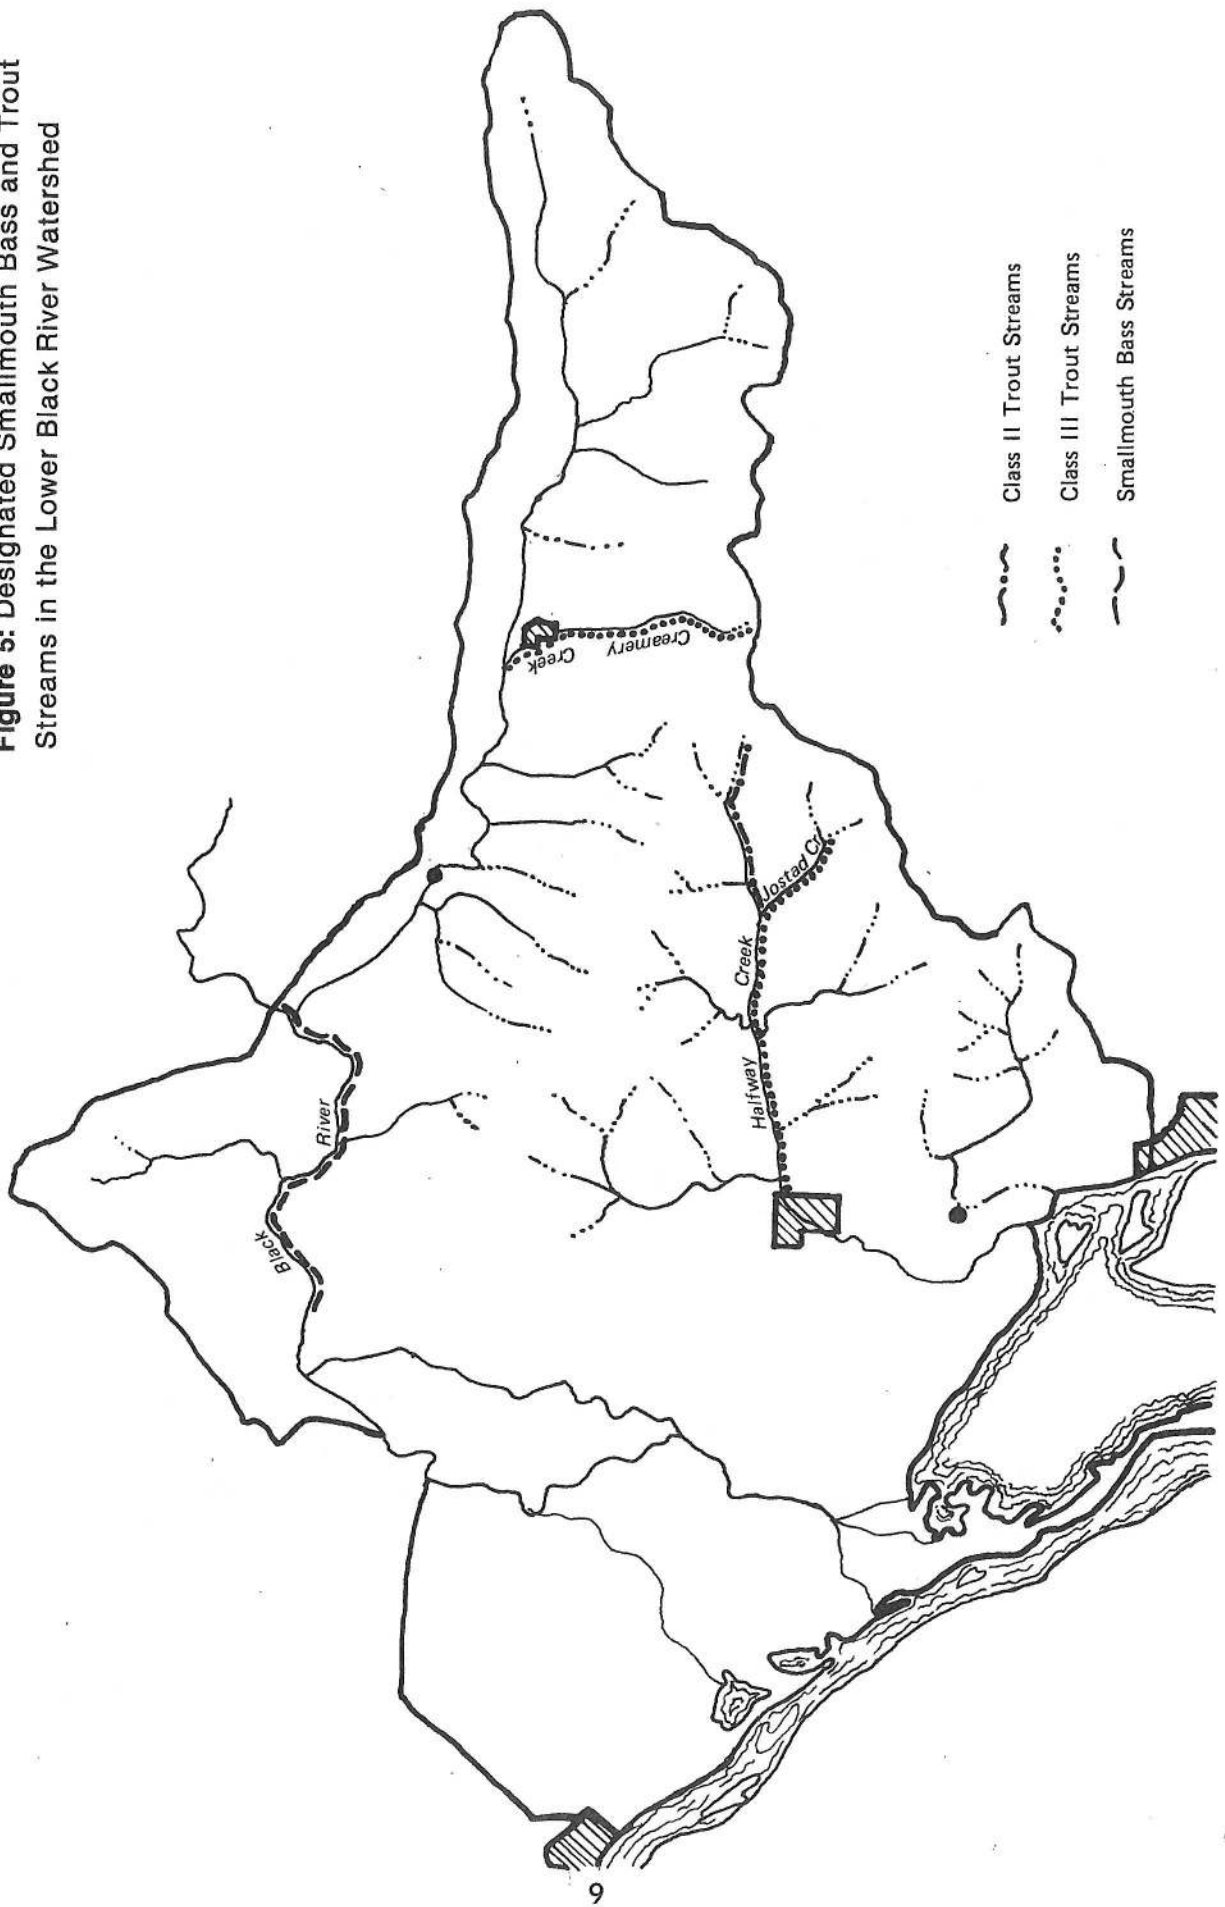 Figure 5: Designated Smallmouth Bass and Trout
Streams in the Lower Black River Watershed
Black
River
Halfway
Creek
Jostad Cr.
Creek
Creamery
Class II Trout Streams
Class III Trout Streams
Smallmouth Bass Streams
9